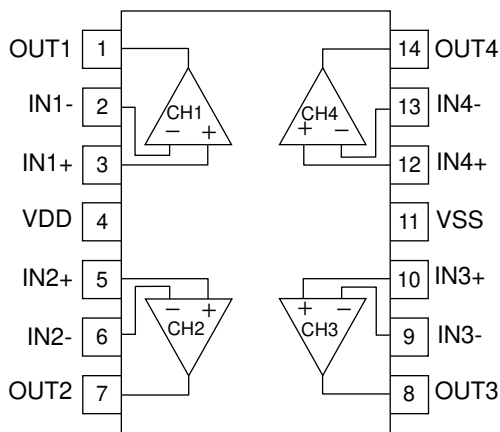 OUT1 1 14 OUT4
IN1- 2 CH1 CH4 13 IN4-
− + + −
IN1+ 3 12 IN4+
VDD 4 11 VSS
IN2+ 5 10 IN3+
− + + −
IN2- 6 CH2 CH3 9 IN3-
OUT2 7 8 OUT3